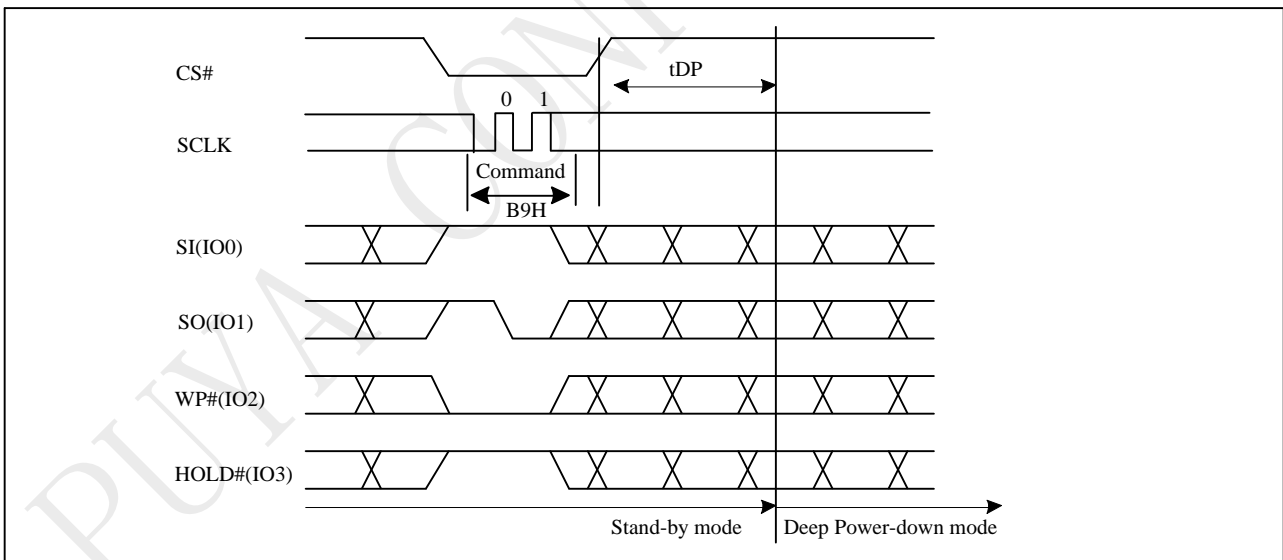 CS#
tDP
0 1
SCLK
Command
B9H
SI(IO0)
SO(IO1)
WP#(IO2)
HOLD#(IO3)
Stand-by mode Deep Power-down mode
PUYA CONF